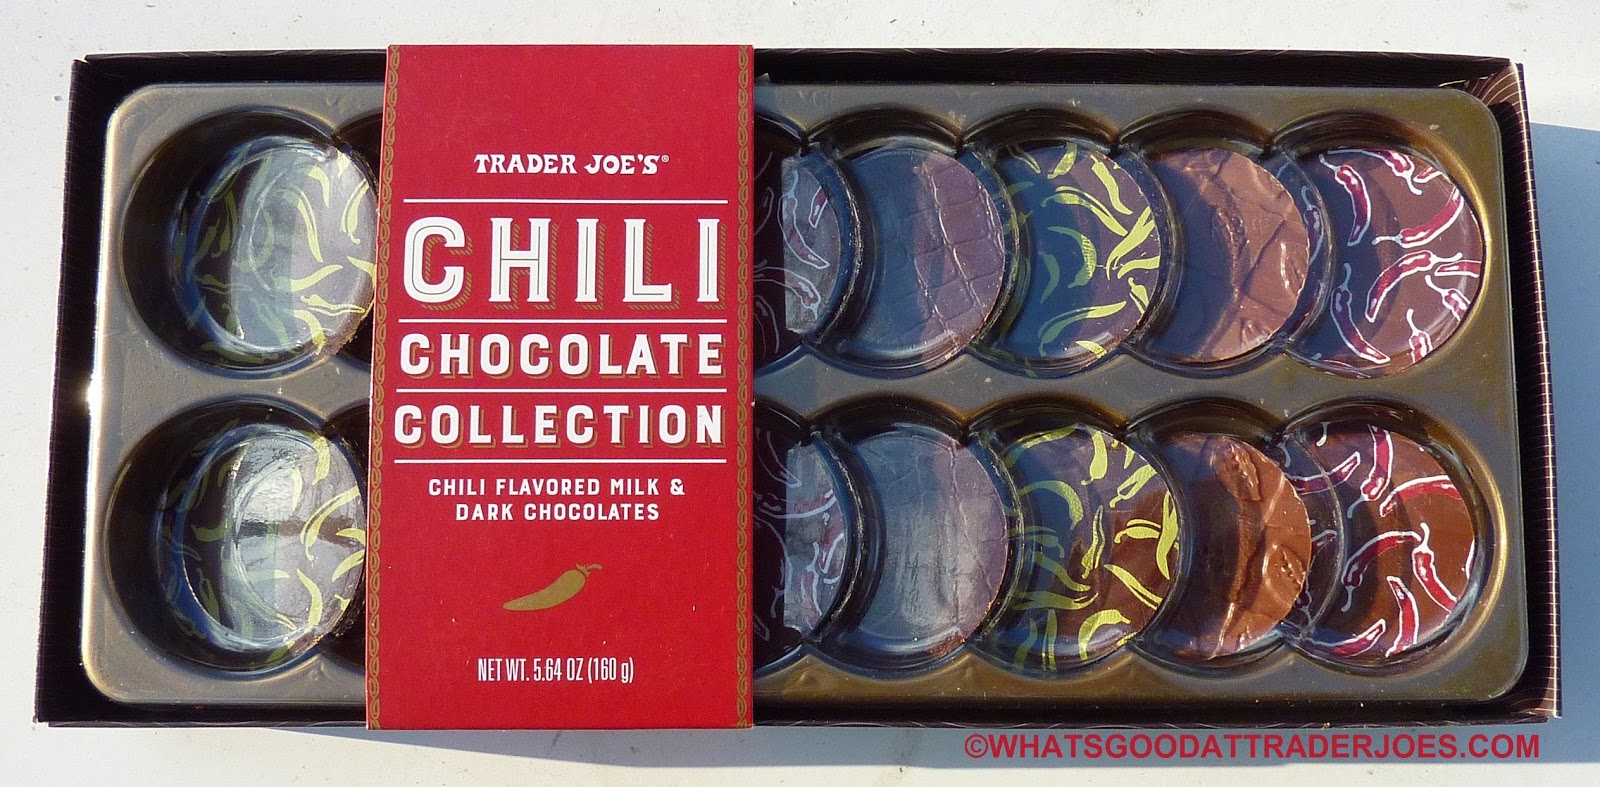 TRADER JOE'S®
CHILI
CHOCOLATE
COLLECTION
CHILI FLAVORED MILK &
DARK CHOCOLATES
NET WT. 5.64 OZ (160 g)
©WHATSGOODATTRADERJOES.COM